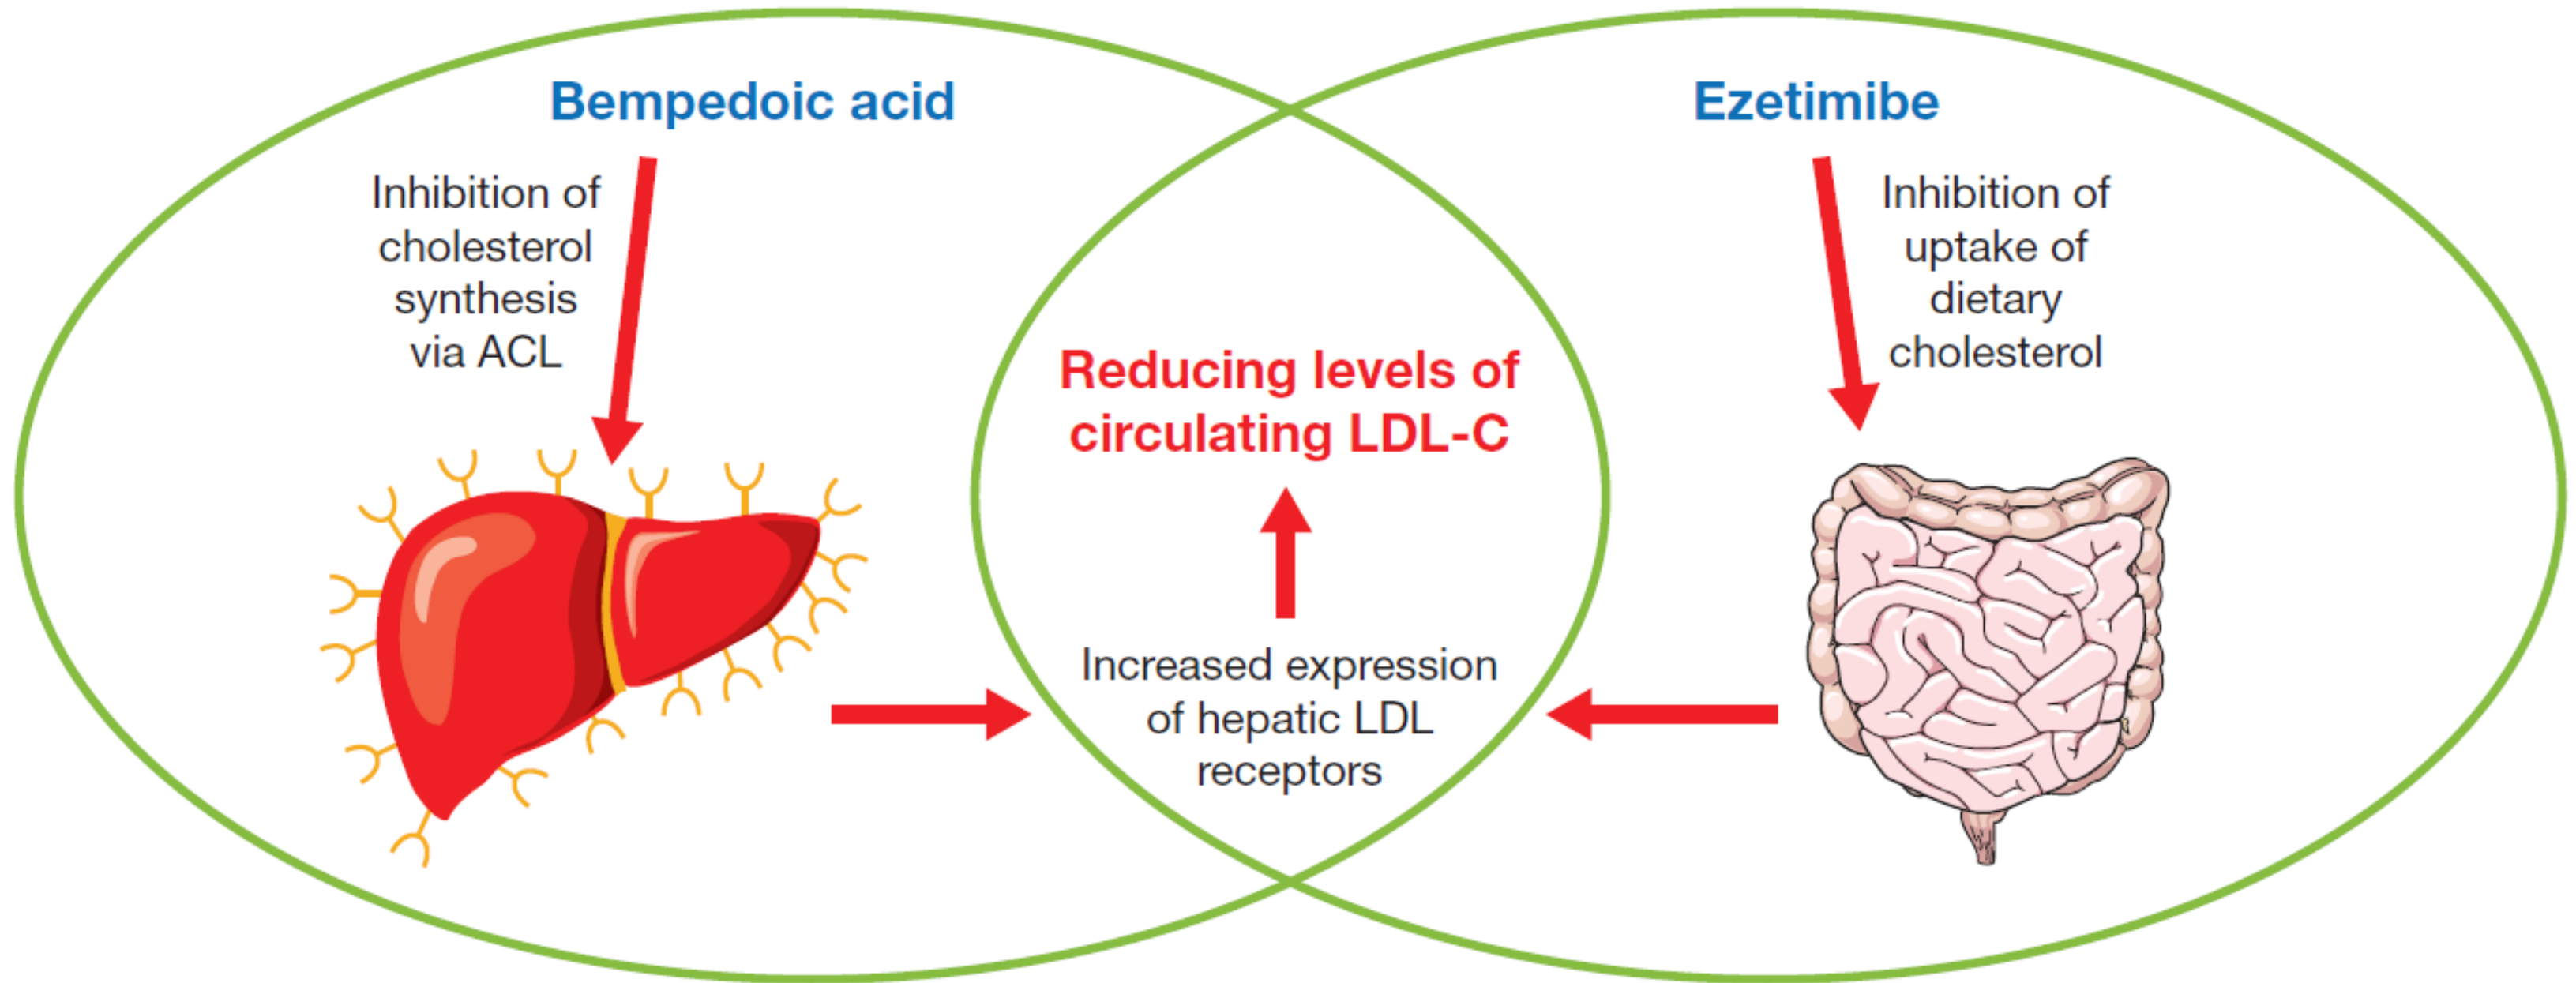 Bempedoic acid
Inhibition of
cholesterol
synthesis
via ACL
Reducing levels of
circulating LDL-C
Increased expression
of hepatic LDL
receptors
Ezetimibe
Inhibition of
uptake of
dietary
cholesterol